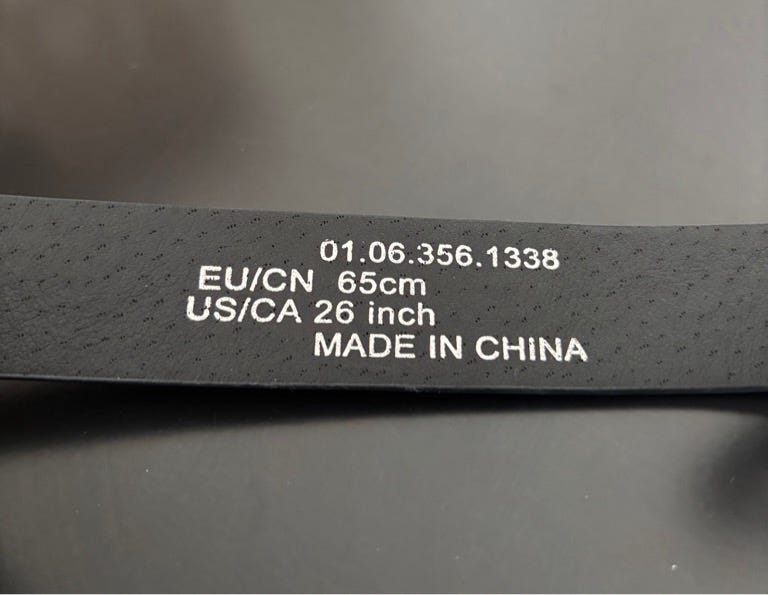 01.06.356.1338
EU/CN 65cm
US/CA 26 inch
MADE IN CHINA